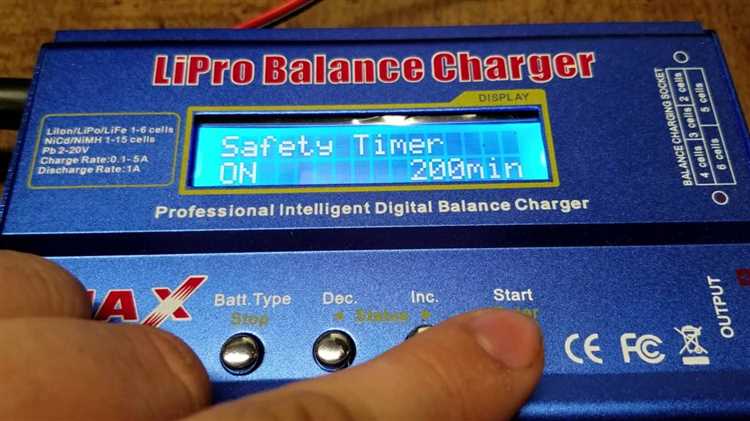 LiPro Balance Charger
DISPLAY
LiIon/LiPo/LiFe 1-6 cells
NiCd/NiMH 1-15 cells
Pb 2-20V
Charge Rate:0.1-5A
Discharge Rate:1A
Safety Timer
ON 200min
BALANCE CHARGING SOCKET
2 cells
3 cells
4 cells
5 cells
6 cells
Professional Intelligent Digital Balance Charger
Batt.Type
Stop
Dec.
Inc.
Status
Start
CE FC
OUTPUT